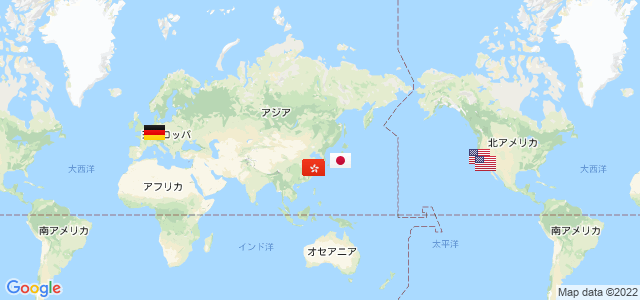 アジア
ロッパ
北アメリカ
大西洋
大西洋
アフリカ
南アメリカ
インド洋
オセアニア
太平洋
南アメリカ
Google
Map data ©2022